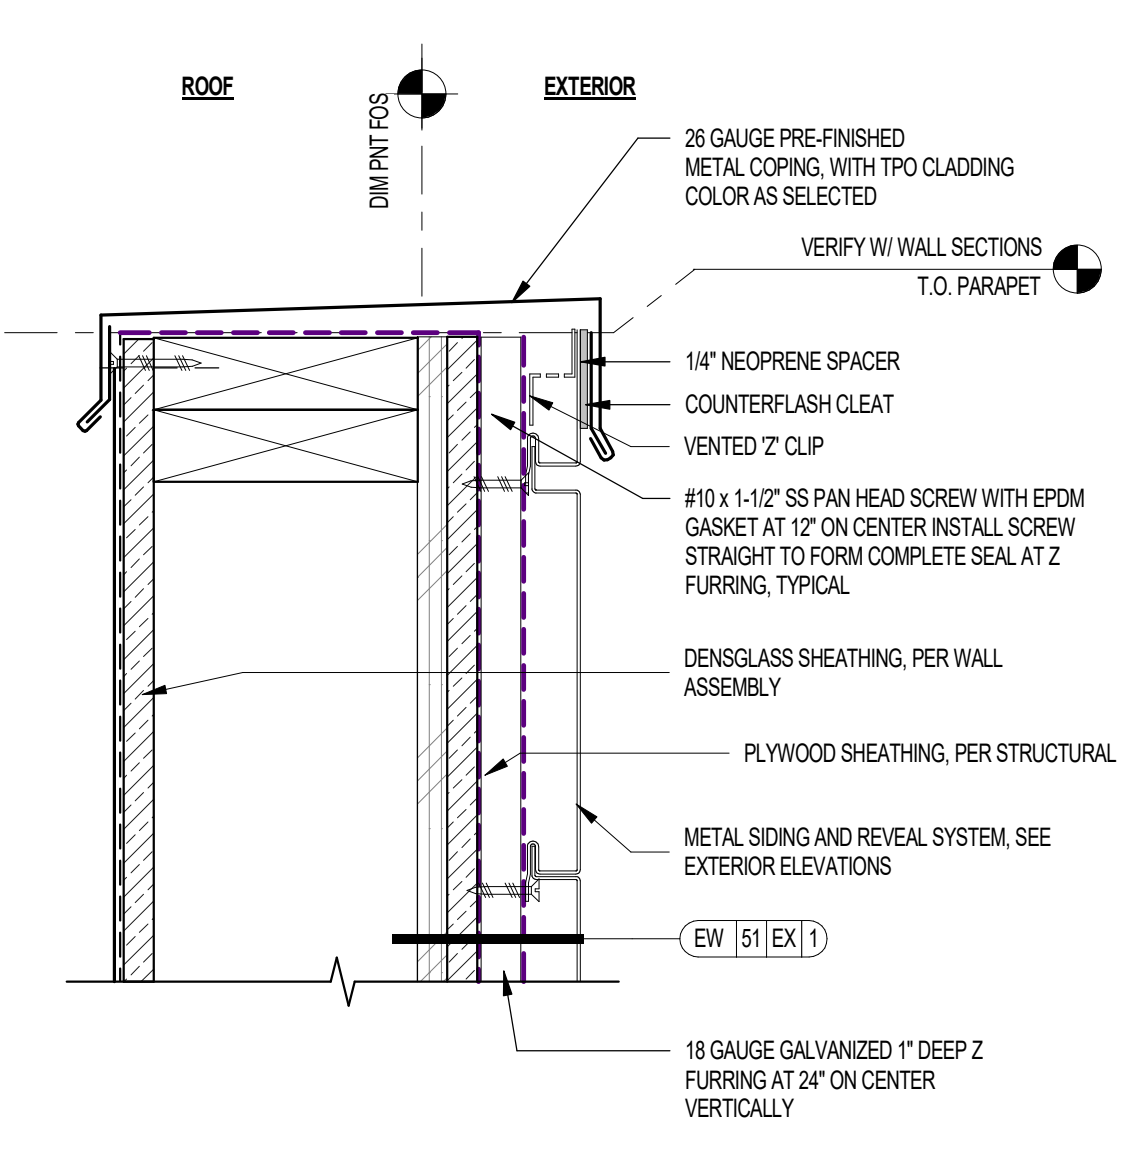 ROOF
EXTERIOR
DIM PNT FOS
26 GAUGE PRE-FINISHED
METAL COPING, WITH TPO CLADDING
COLOR AS SELECTED
VERIFY W/ WALL SECTIONS
T.O. PARAPET
1/4" NEOPRENE SPACER
COUNTERFLASH CLEAT
VENTED 'Z' CLIP
#10 x 1-1/2" SS PAN HEAD SCREW WITH EPDM
GASKET AT 12" ON CENTER INSTALL SCREW
STRAIGHT TO FORM COMPLETE SEAL AT Z
FURRING, TYPICAL
DENSGLASS SHEATHING, PER WALL
ASSEMBLY
PLYWOOD SHEATHING, PER STRUCTURAL
METAL SIDING AND REVEAL SYSTEM, SEE
EXTERIOR ELEVATIONS
EW 51 EX 1
18 GAUGE GALVANIZED 1" DEEP Z
FURRING AT 24" ON CENTER
VERTICALLY